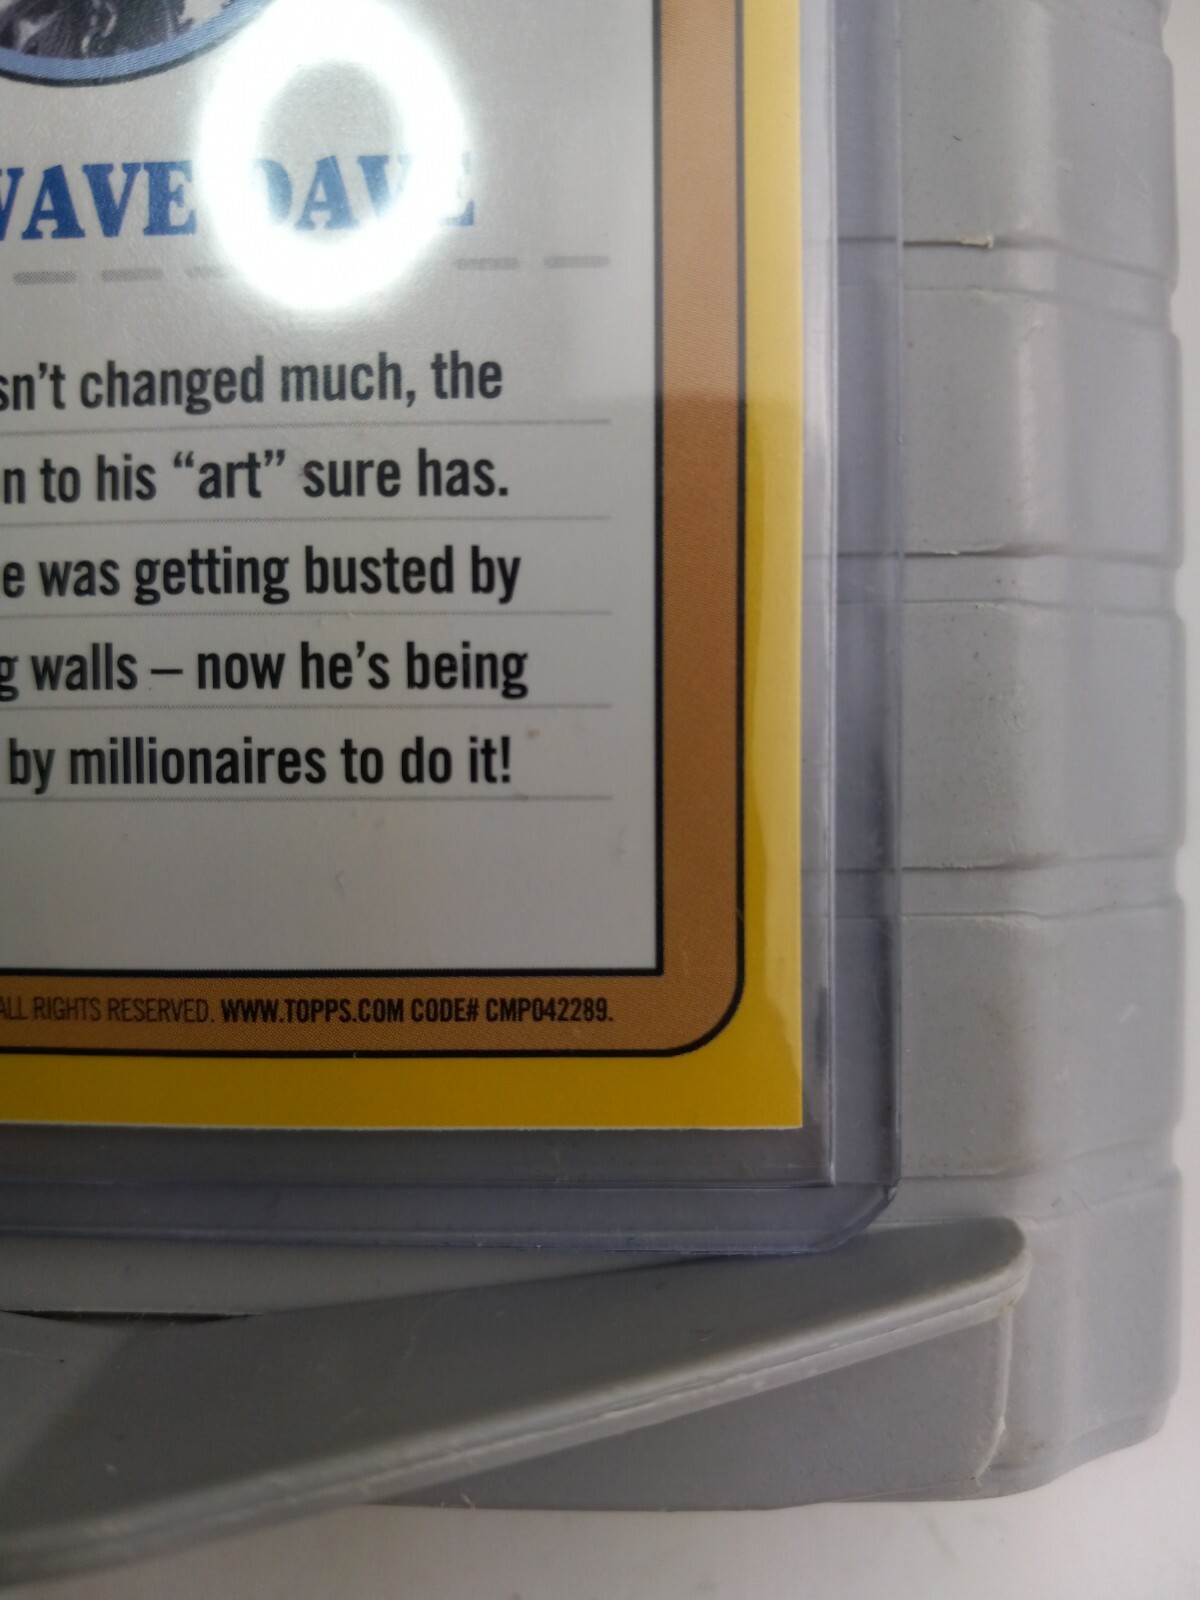 WAVE DAVE
sn't changed much, the
n to his “art” sure has.
e was getting busted by
g walls – now he's being
by millionaires to do it!
ALL RIGHTS RESERVED. WWW.TOPPS.COM CODE# CMP042289.